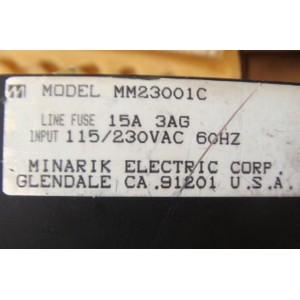 MODEL MM23001C
LINE FUSE 15A 3AG
INPUT 115/230VAC 60HZ
MINARIK ELECTRIC CORP.
GLENDALE CA.91201 U.S.A.